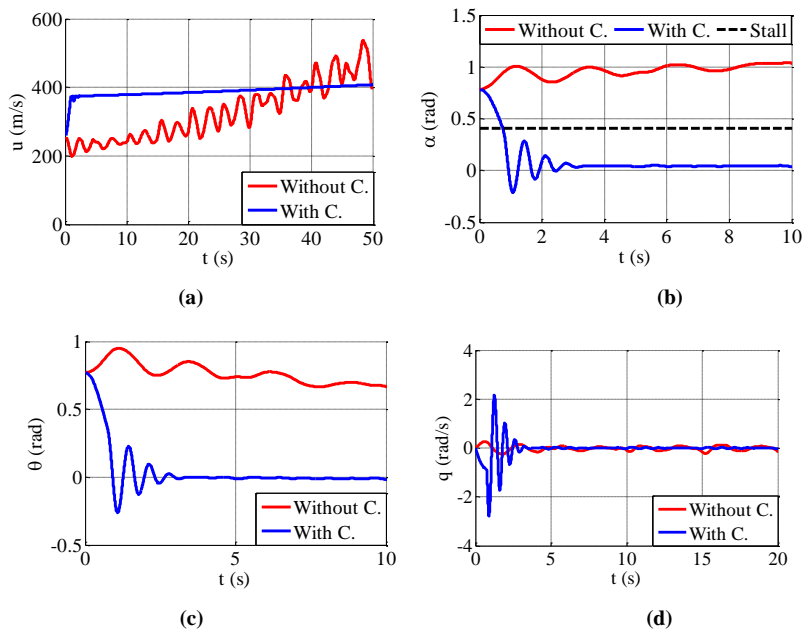 600
400
200
0
u (m/s)
Without C.
With C.
0 10 20 30 40 50
t (s)
(a)
1.5
1
0.5
0
-0.5
α (rad)
Without C. With C. Stall
0 2 4 6 8 10
t (s)
(b)
1
0.5
0
-0.5
θ (rad)
Without C.
With C.
0 5 10
t (s)
(c)
4
2
0
-2
-4
q (rad/s)
Without C.
With C.
0 5 10 15 20
t (s)
(d)